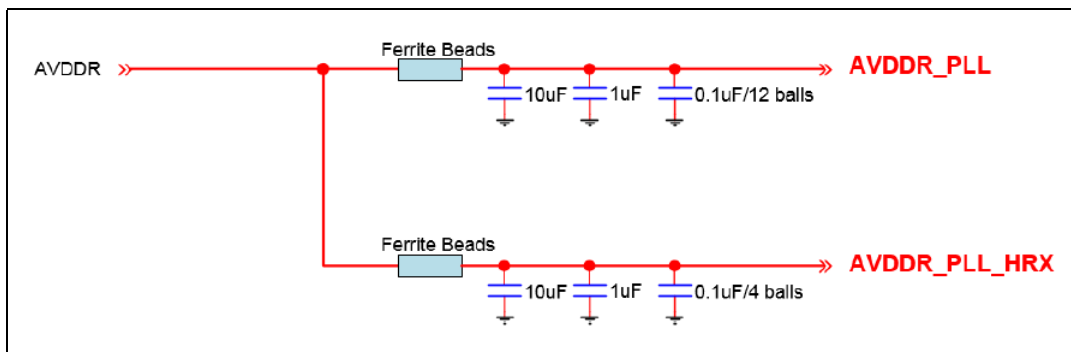 Ferrite Beads
AVDDR
AVDDR_PLL
10uF
1uF
0.1uF/12 balls
Ferrite Beads
AVDDR_PLL_HRX
10uF
1uF
0.1uF/4 balls